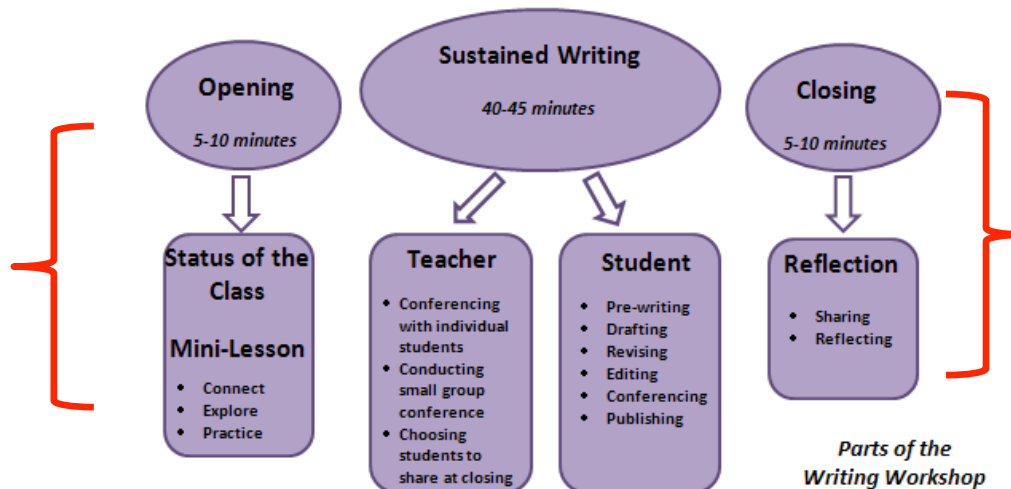 Opening
5-10 minutes
Sustained Writing
40-45 minutes
Closing
5-10 minutes
Status of the
Class
Mini-Lesson
• Connect
• Explore
• Practice
Teacher
• Conferencing
with individual
students
• Conducting
small group
conference
• Choosing
students to
share at closing
Student
• Pre-writing
• Drafting
• Revising
• Editing
• Conferencing
• Publishing
Reflection
• Sharing
• Reflecting
Parts of the
Writing Workshop